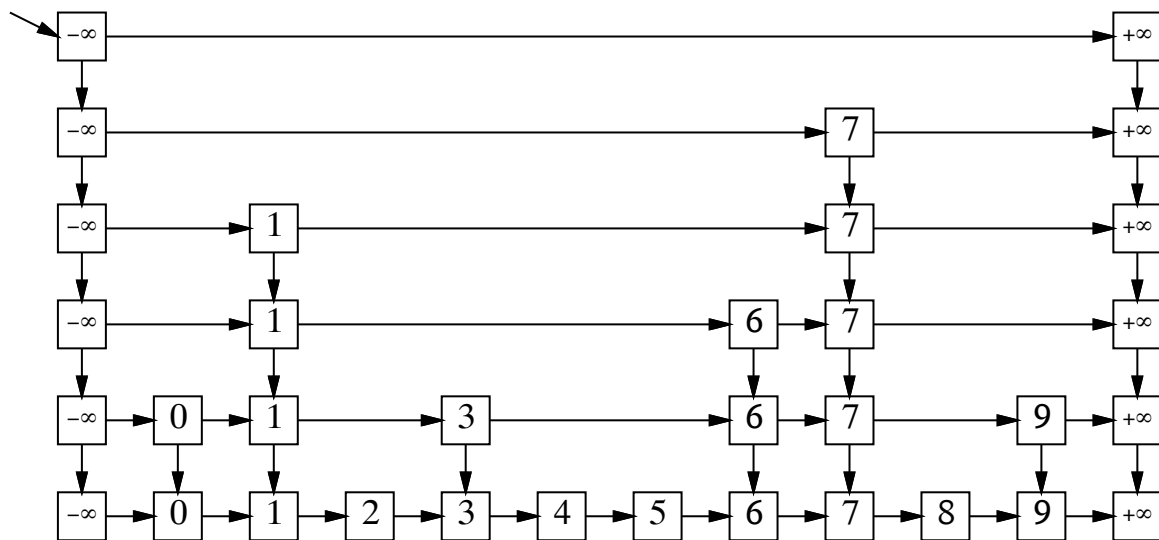 −∞ +∞
−∞ 7 +∞
−∞ 1 7 +∞
−∞ 1 6 7 +∞
−∞ 0 1 3 6 7 9 +∞
−∞ 0 1 2 3 4 5 6 7 8 9 +∞